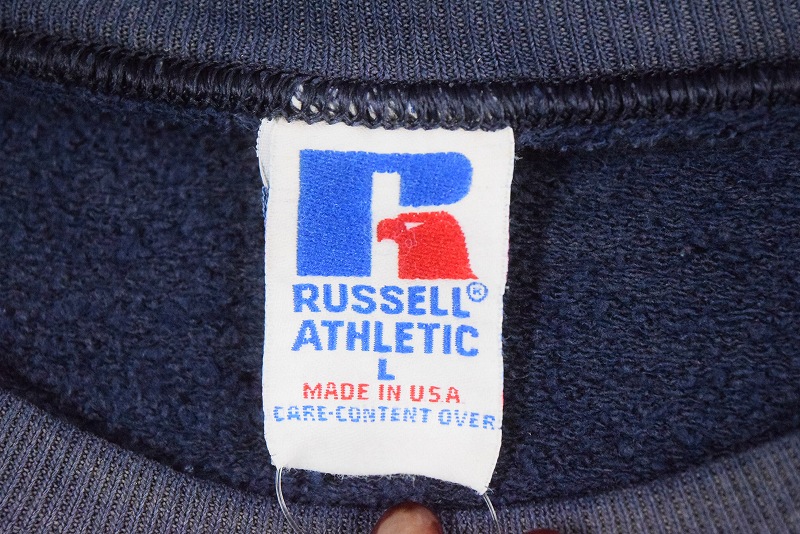 R
RUSSELL®
ATHLETIC
L
MADE IN U.S.A.
CARE-CONTENT OVER